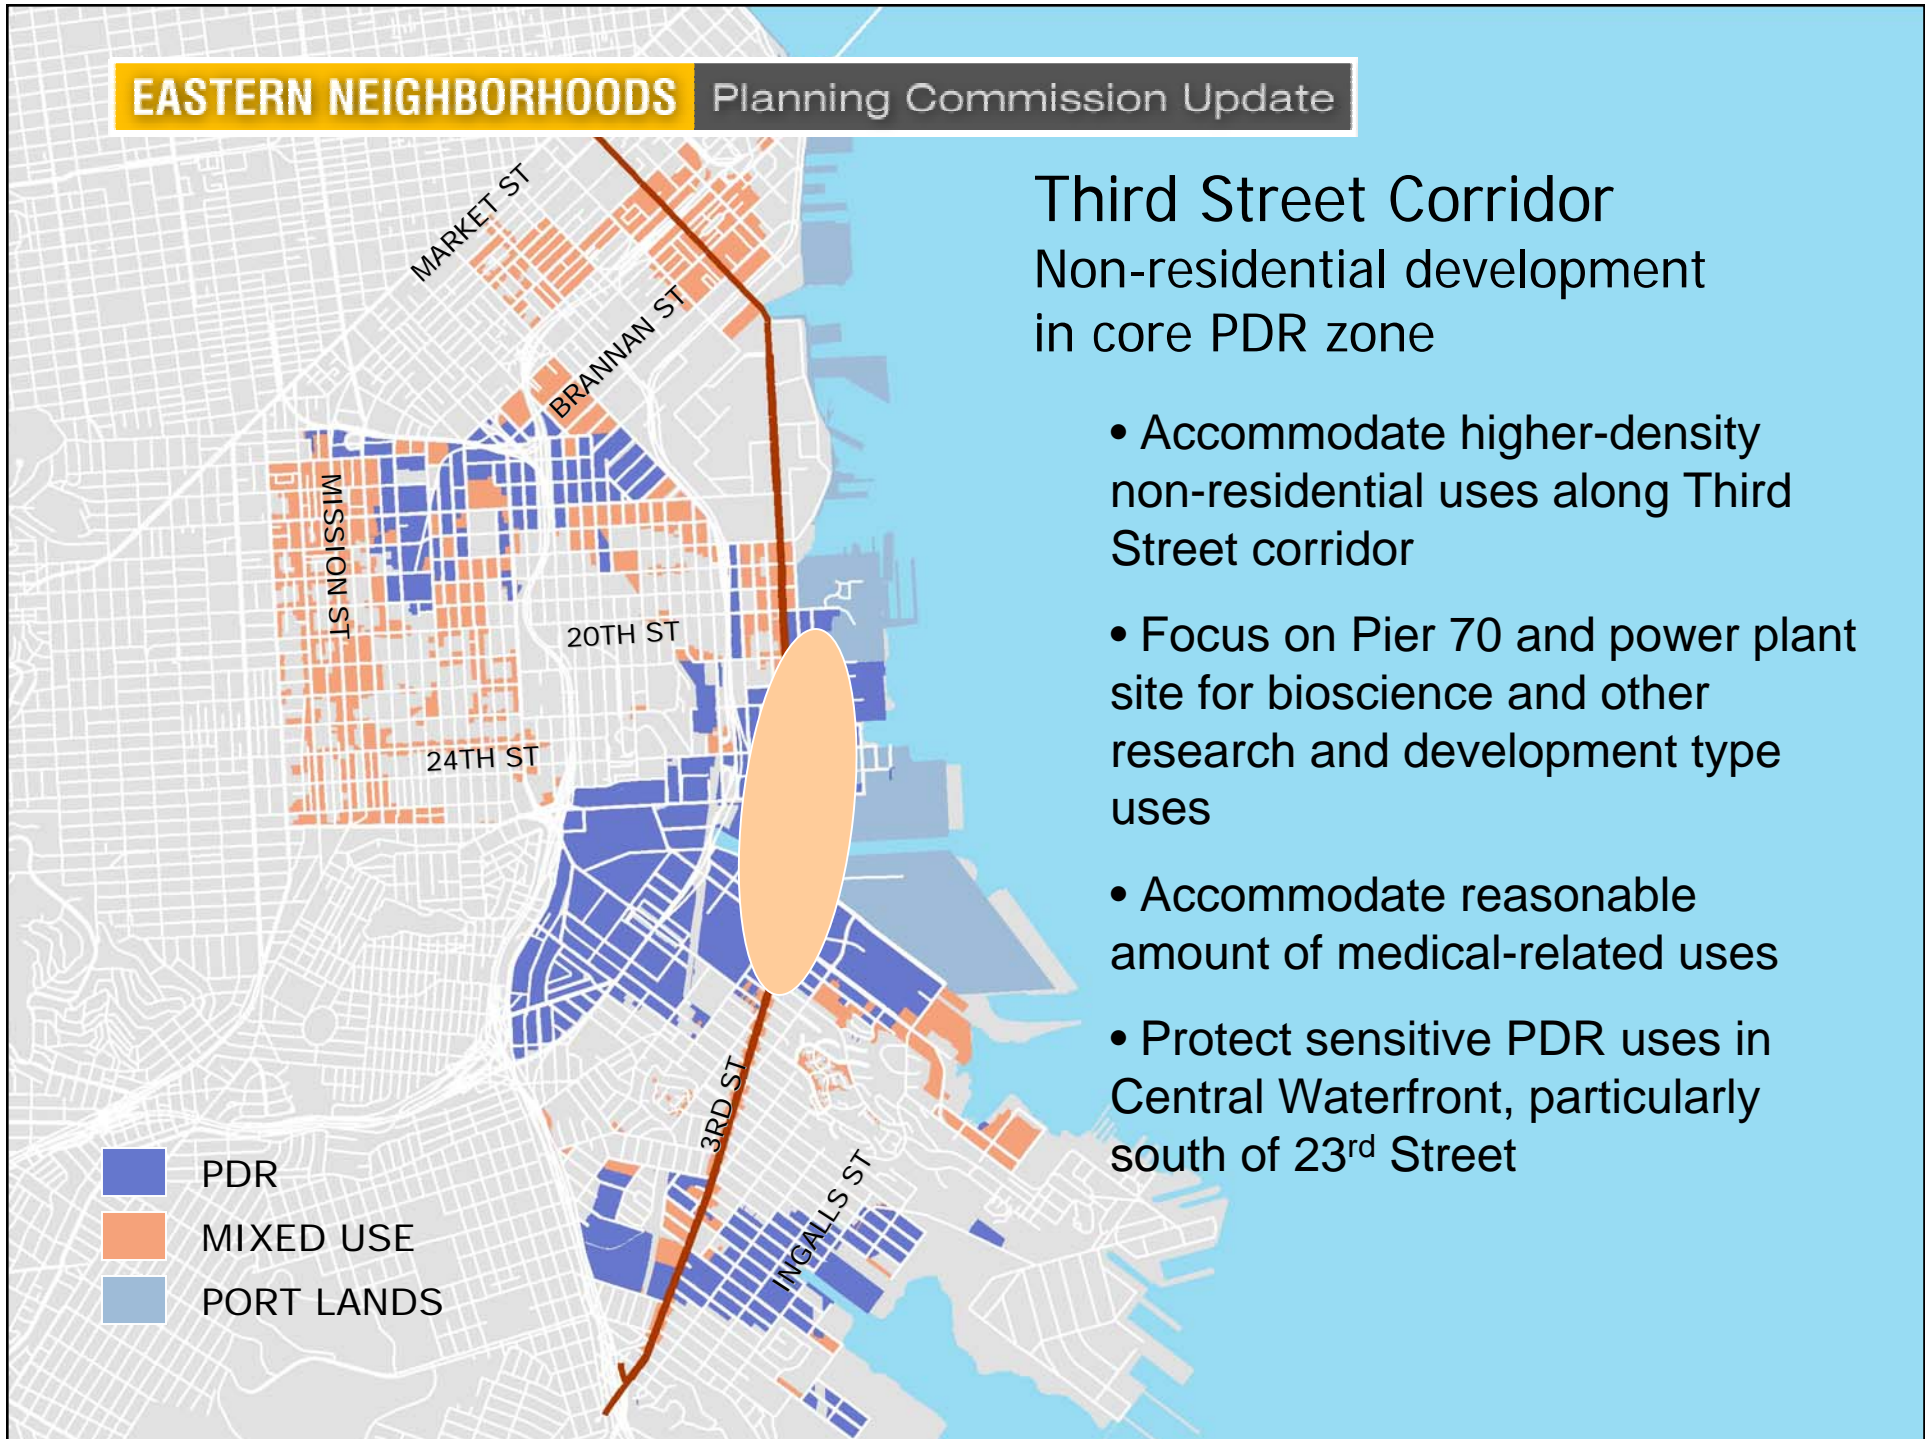 EASTERN NEIGHBORHOODS Planning Commission Update
Third Street Corridor
Non-residential development
in core PDR zone
• Accommodate higher-density
non-residential uses along Third
Street corridor
• Focus on Pier 70 and power plant
site for bioscience and other
research and development type
uses
• Accommodate reasonable
amount of medical-related uses
• Protect sensitive PDR uses in
Central Waterfront, particularly
south of 23rd Street
MARKET ST
BRANNAN ST
MISSION ST
20TH ST
24TH ST
3RD ST
INGALLS ST
PDR
MIXED USE
PORT LANDS